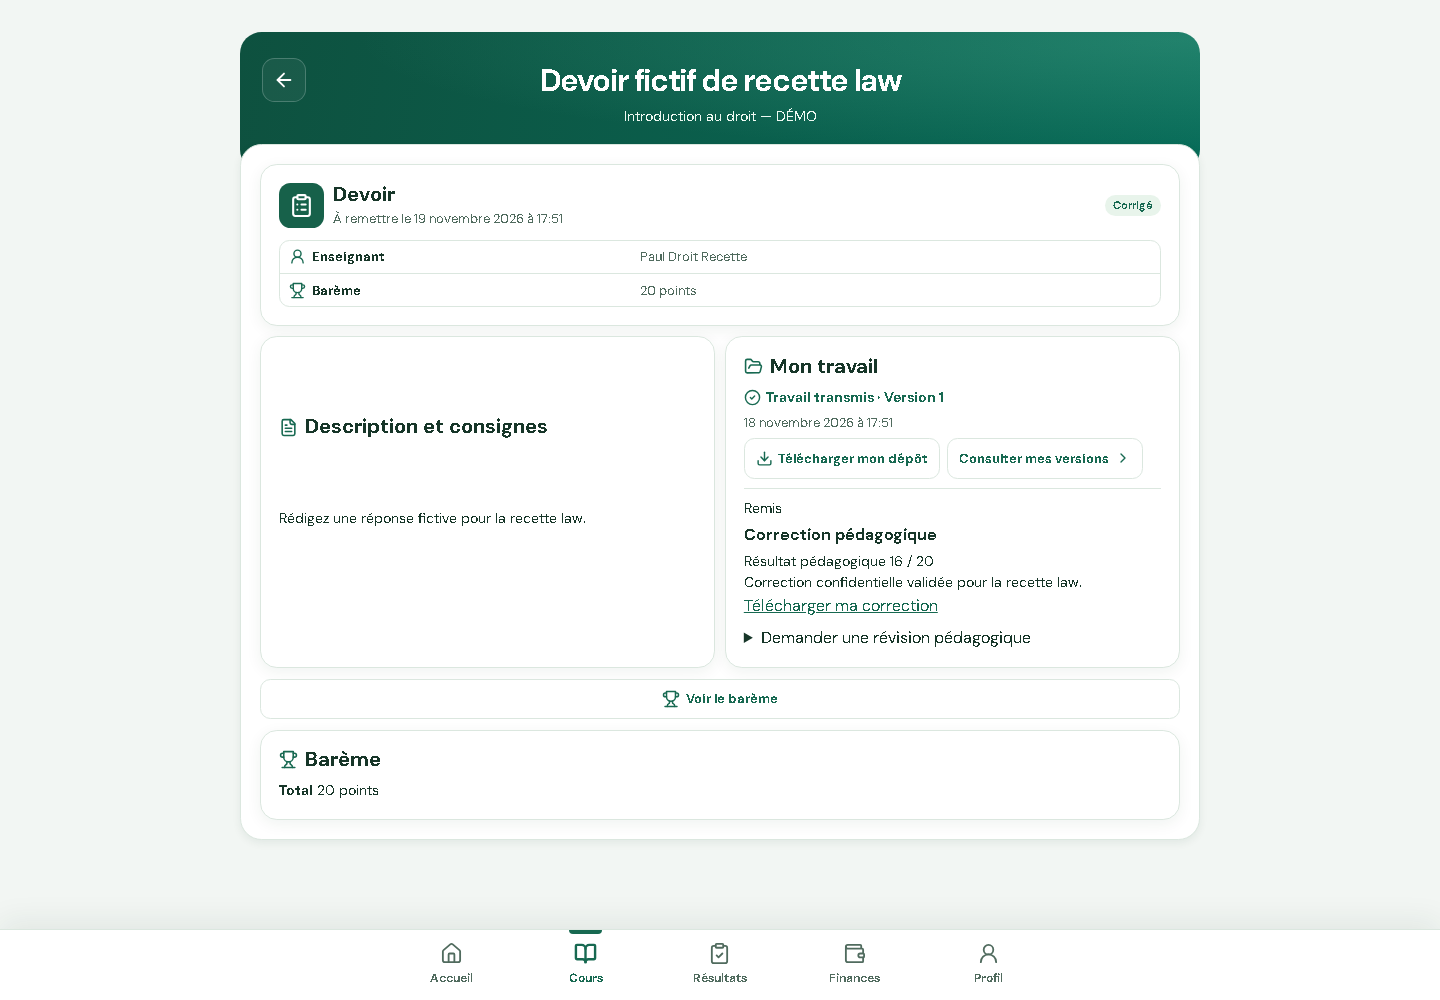 Devoir fictif de recette law
Introduction au droit — DÉMO
Devoir
À remettre le 19 novembre 2026 à 17:51
Corrigé
Enseignant
Paul Droit Recette
Barème
20 points
Description et consignes
Rédigez une réponse fictive pour la recette law.
Mon travail
Travail transmis · Version 1
18 novembre 2026 à 17:51
Télécharger mon dépôt
Consulter mes versions
Remis
Correction pédagogique
Résultat pédagogique 16 / 20
Correction confidentielle validée pour la recette law.
Télécharger ma correction
Demander une révision pédagogique
Voir le barème
Barème
Total 20 points
Accueil
Cours
Résultats
Finances
Profil